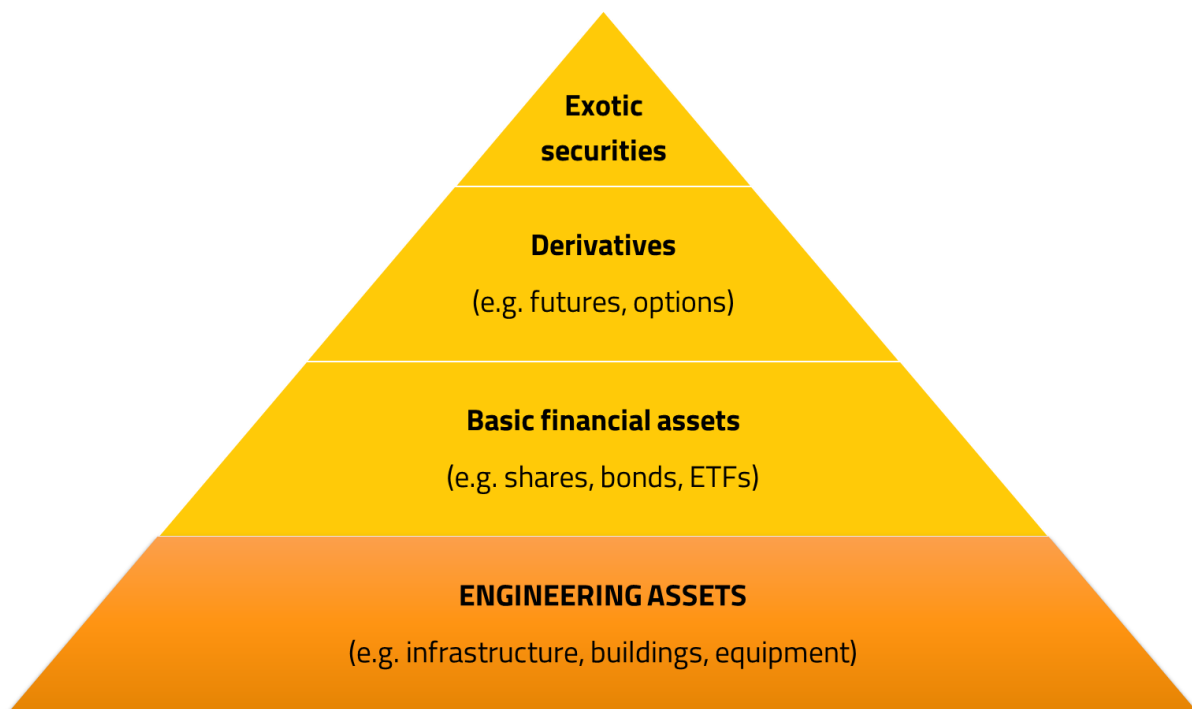 Exotic
securities
Derivatives
(e.g. futures, options)
Basic financial assets
(e.g. shares, bonds, ETFs)
ENGINEERING ASSETS
(e.g. infrastructure, buildings, equipment)